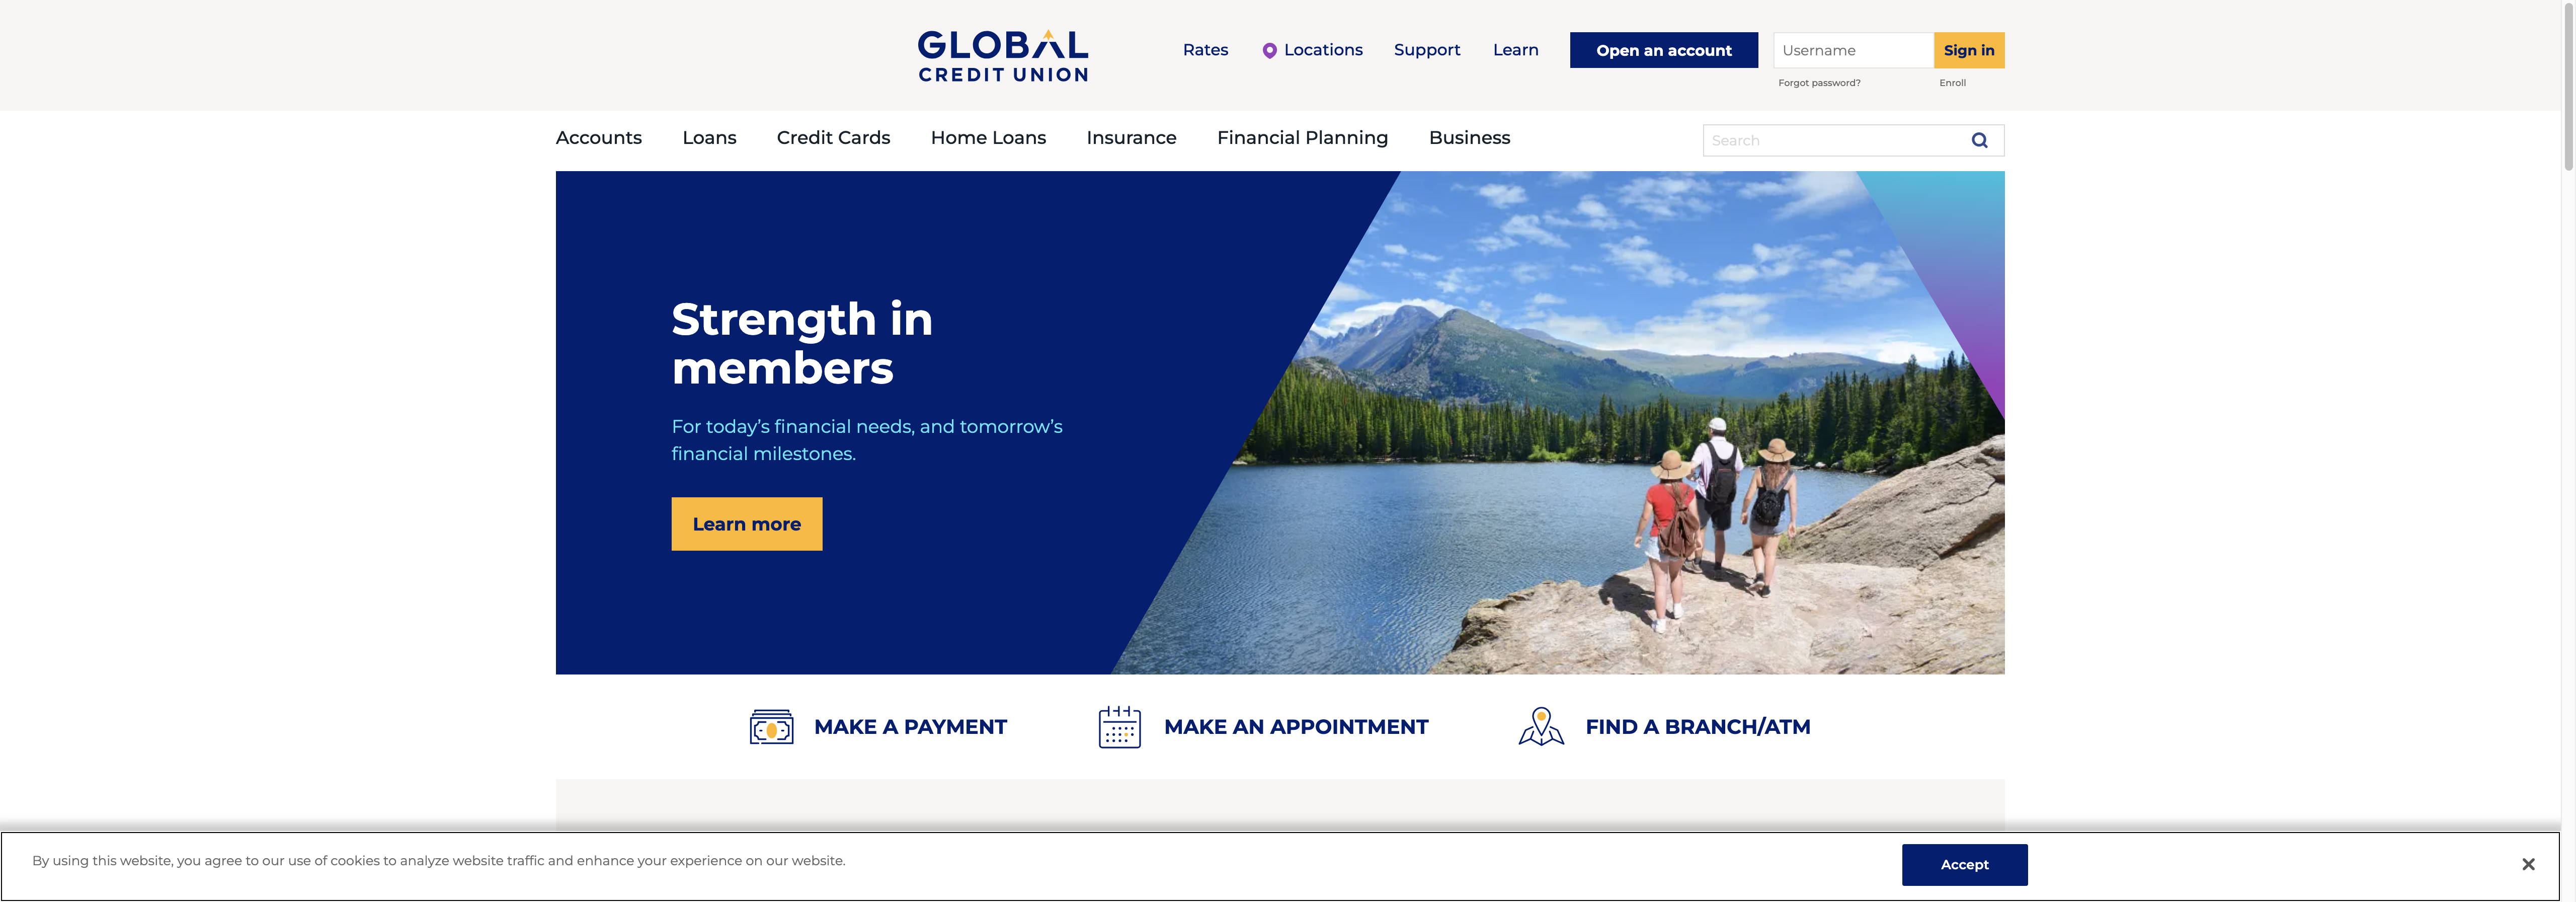 GLOBAL
CREDIT UNION
Rates Locations Support Learn Open an account Username Sign in
Forgot password? Enroll
Accounts Loans Credit Cards Home Loans Insurance Financial Planning Business Search
Strength in
members
For today's financial needs, and tomorrow's
financial milestones.
Learn more
MAKE A PAYMENT MAKE AN APPOINTMENT FIND A BRANCH/ATM
By using this website, you agree to our use of cookies to analyze website traffic and enhance your experience on our website. Accept